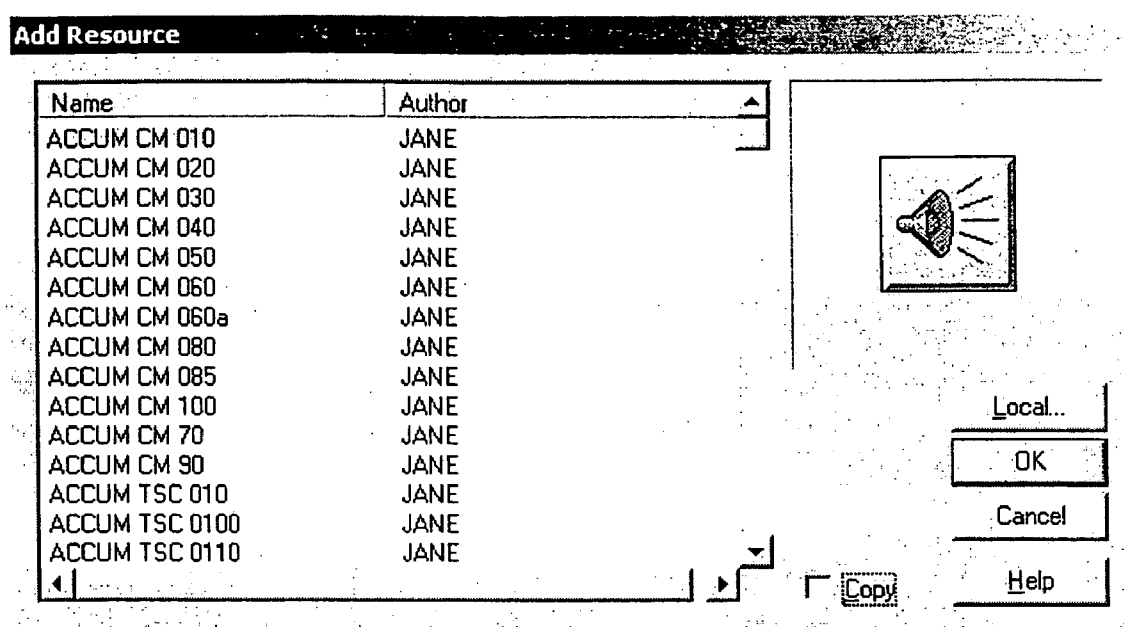 Add Resource
Name Author
ACCUM CM 010 JANE
ACCUM CM 020 JANE
ACCUM CM 030 JANE
ACCUM CM 040 JANE
ACCUM CM 050 JANE
ACCUM CM 060 JANE
ACCUM CM 060a JANE
ACCUM CM 080 JANE
ACCUM CM 085 JANE
ACCUM CM 100 JANE
ACCUM CM 70 JANE
ACCUM CM 90 JANE
ACCUM TSC 010 JANE
ACCUM TSC 0100 JANE
ACCUM TSC 0110 JANE
Local...
OK
Cancel
Copy
Help